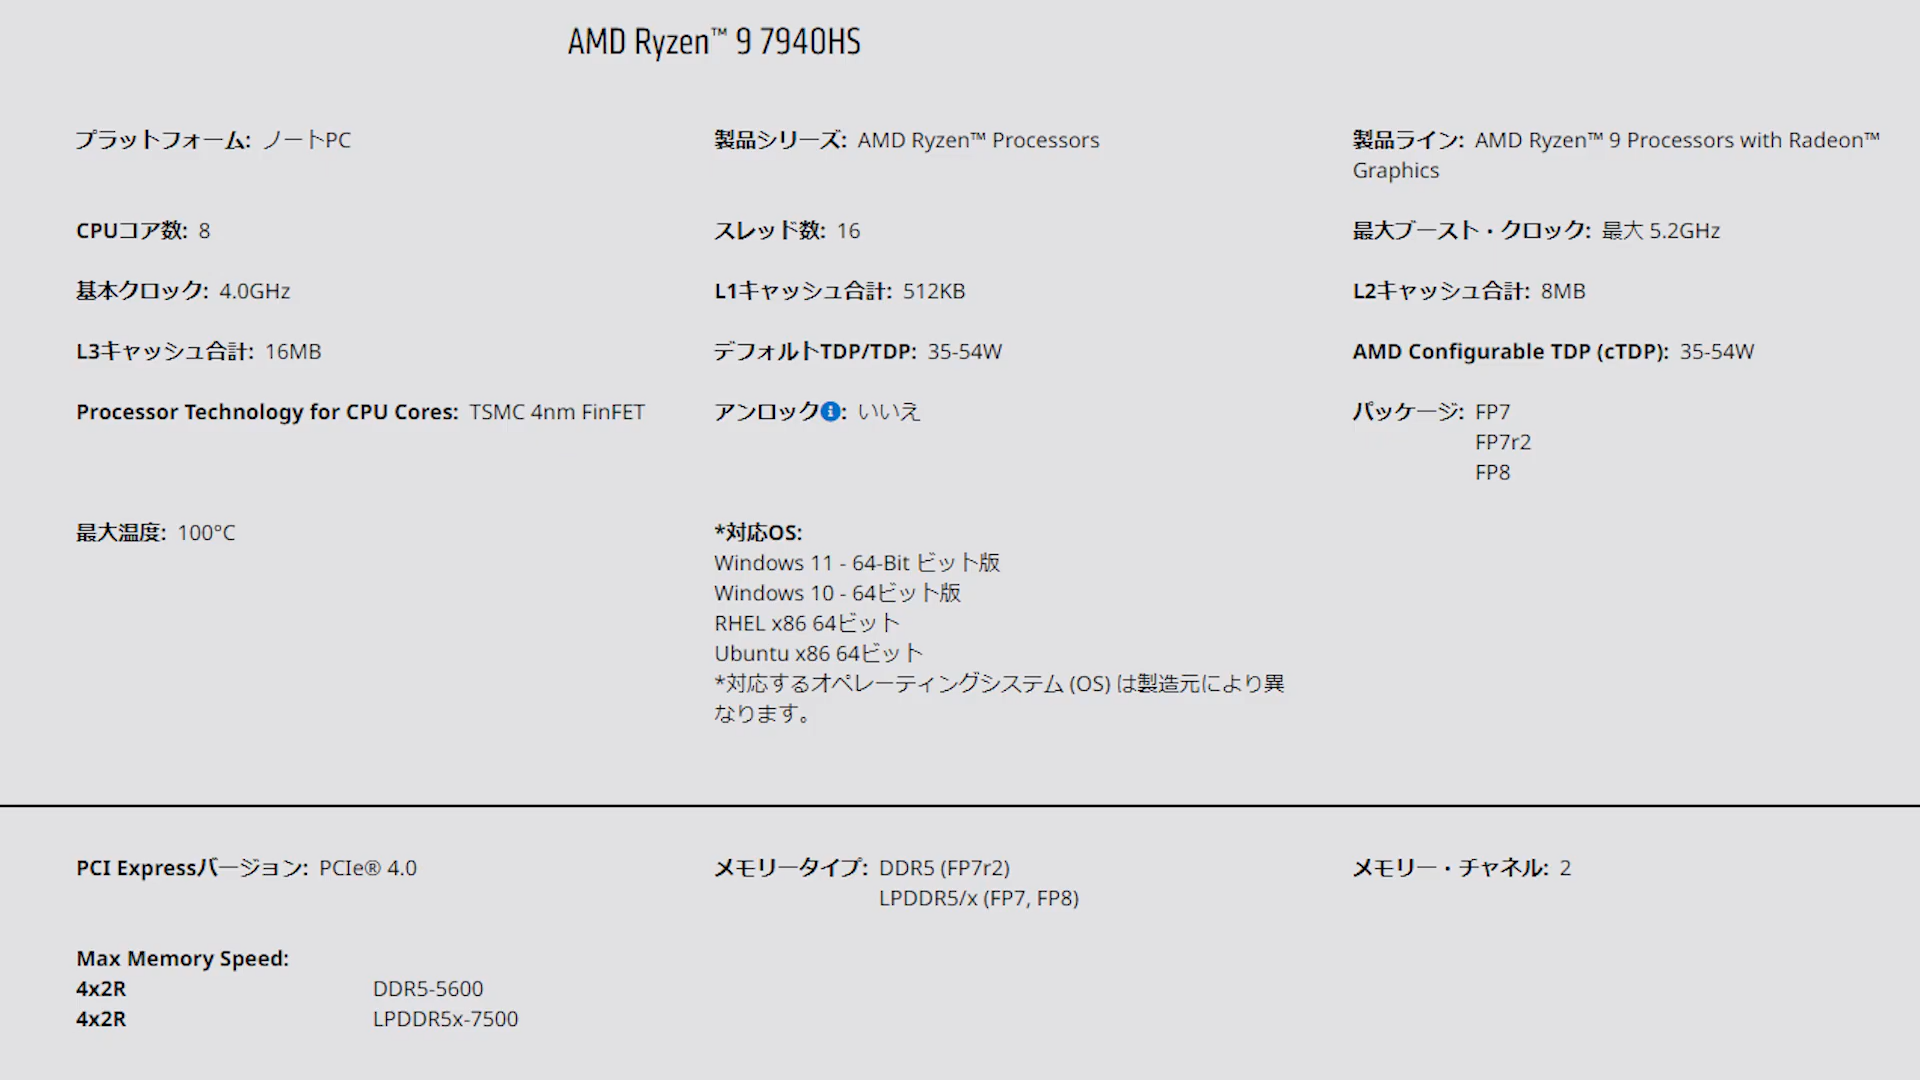 AMD Ryzen™ 9 7940HS
プラットフォーム: ノートPC
製品シリーズ: AMD Ryzen™ Processors
製品ライン: AMD Ryzen™ 9 Processors with Radeon™
Graphics
CPUコア数: 8
スレッド数: 16
最大ブースト・クロック: 最大 5.2GHz
基本クロック: 4.0GHz
L1キャッシュ合計: 512KB
L2キャッシュ合計: 8MB
L3キャッシュ合計: 16MB
デフォルトTDP/TDP: 35-54W
AMD Configurable TDP (cTDP): 35-54W
Processor Technology for CPU Cores: TSMC 4nm FinFET
アンロックi: いいえ
パッケージ: FP7
FP7r2
FP8
最大温度: 100°C
*対応OS:
Windows 11 - 64-Bit ビット版
Windows 10 - 64ビット版
RHEL x86 64ビット
Ubuntu x86 64ビット
*対応するオペレーティングシステム (OS) は製造元により異
なります。
PCI Expressバージョン: PCIe® 4.0
メモリータイプ: DDR5 (FP7r2)
LPDDR5/x (FP7, FP8)
メモリー・チャネル: 2
Max Memory Speed:
4x2R DDR5-5600
4x2R LPDDR5x-7500